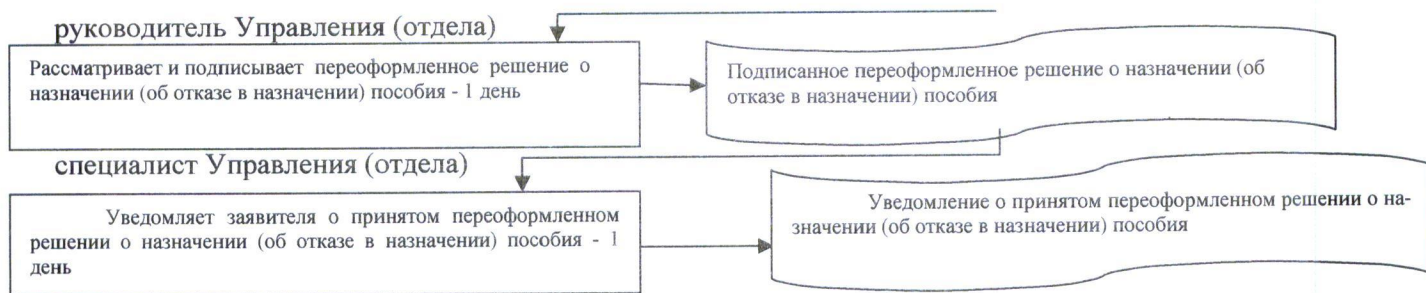 руководитель Управления (отдела)
Рассматривает и подписывает переоформленное решение о
назначении (об отказе в назначении) пособия - 1 день
Подписанное переоформленное решение о назначении (об
отказе в назначении) пособия
специалист Управления (отдела)
Уведомляет заявителя о принятом переоформленном
решении о назначении (об отказе в назначении) пособия - 1
день
Уведомление о принятом переоформленном решении о на-
значении (об отказе в назначении) пособия